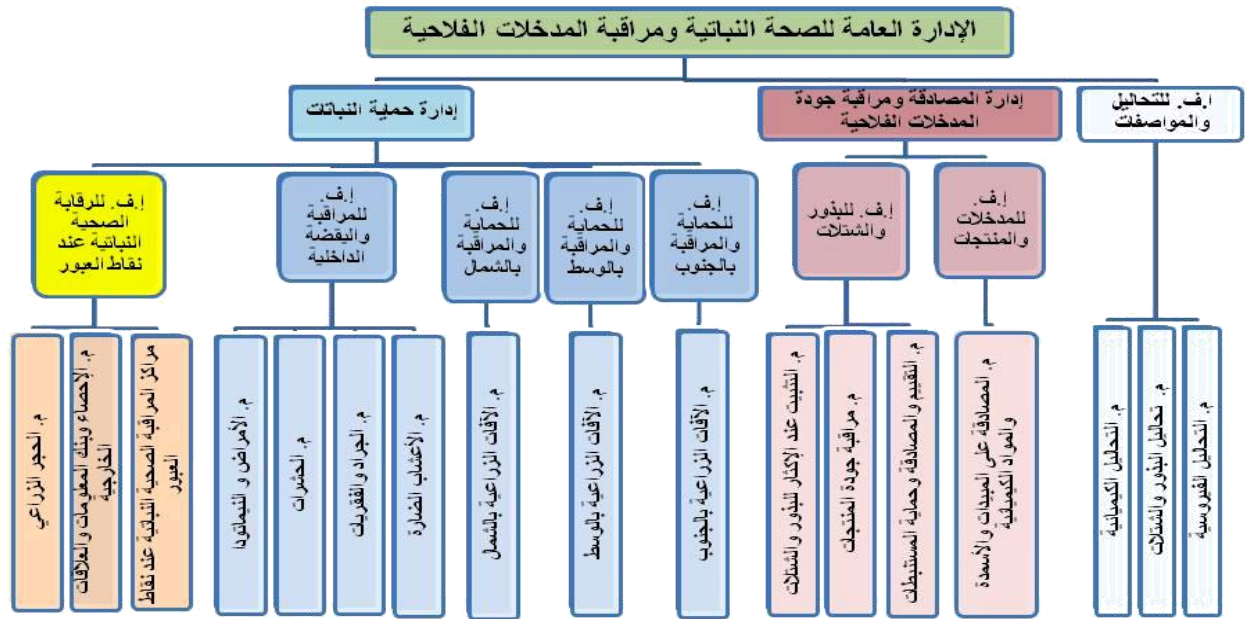 الإدارة العامة للصحة النباتية ومراقبة المدخلات الفلاحية
ا.ف. للتحاليل
والمواصفات
إدارة المصادقة ومراقبة جودة
المدخلات الفلاحية
إدارة حماية النباتات
إ.ف.
للمدخلات
والمنتجات
إ.ف. للبذور
والشتلات
إ.ف.
للحماية
والمراقبة
بالجنوب
إ.ف.
للحماية
والمراقبة
بالوسط
إ.ف.
للحماية
والمراقبة
بالشمال
إ.ف.
للمراقبة
واليقضة
الداخلية
إ.ف. للرقابة
الصحية
النباتية عند
نقاط العبور
م. التحاليل الفيروسية
م. تحاليل البذور والشتلات
م. التحاليل الكيميائية
م. المصادقة على المبيدات والأسمدة
والمواد الكيميائية
م. التقييم والمصادقة وحماية المستنبطات
م. مراقبة جودة المنتجات
م. التثبيت عند الإكثار للبذور والشتلات
م. الآفات الزراعية بالجنوب
م. الآفات الزراعية بالوسط
م. الآفات الزراعية بالشمال
م. الأعشاب الضارة
م. الجراد والفقريات
م. الحشرات
م. الأمراض و النيماتودا
مراكز المراقبة الصحية النباتية عند نقاط
العبور
م. الإحصاء وبنك المعلومات والعلاقات
الخارجية
م. الحجر الزراعي